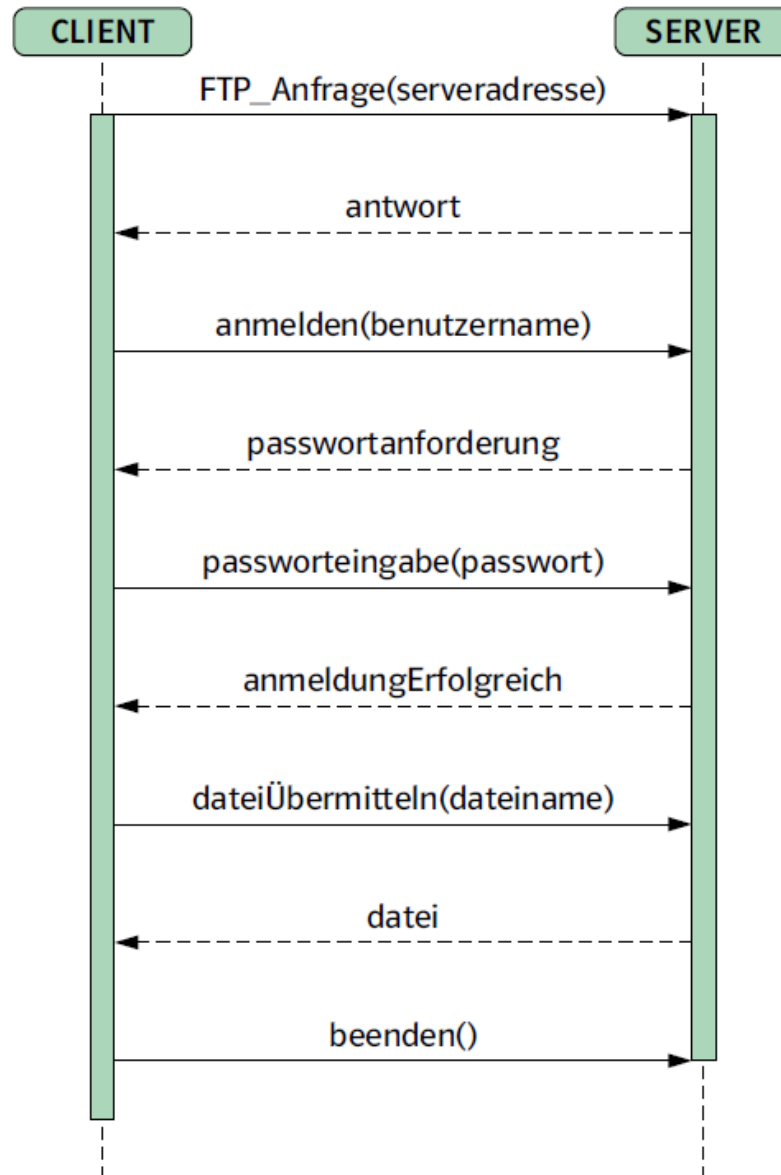 CLIENT
SERVER
FTP_Anfrage(serveradresse)
antwort
anmelden(benutzername)
passwortanforderung
passworteingabe(passwort)
anmeldungErfolgreich
dateiÜbermitteln(dateiname)
datei
beenden()